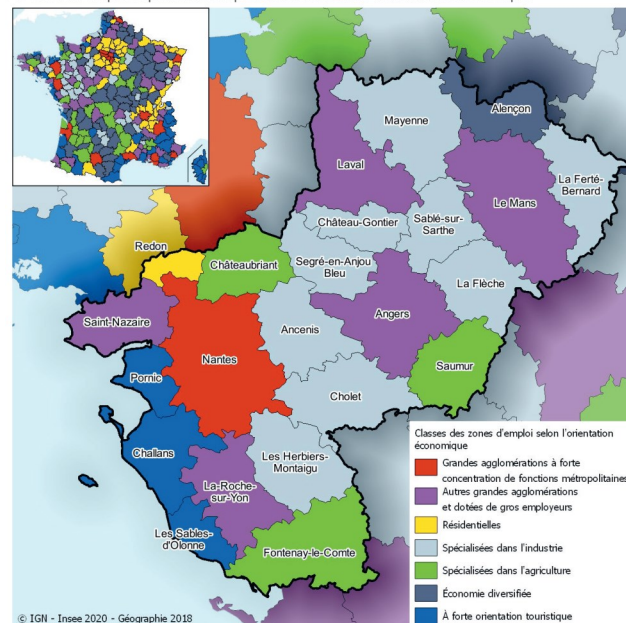 Alençon
Mayenne
Laval
La Ferté-
Bernard
Le Mans
Château-Gontier
Sablé-sur-
Sarthe
Redon
Châteaubriant
Segré-en-Anjou
Bleu
La Flèche
Saint-Nazaire
Ancenis
Angers
Nantes
Saumur
Pornic
Cholet
Challans
Les Herbiers-
Montaigu
La-Roche-
sur-Yon
Les Sables-
d'Olonne
Fontenay-le-Comte
Classes des zones d'emploi selon l'orientation
économique
Grandes agglomérations à forte
concentration de fonctions métropolitaines
Autres grandes agglomérations
et dotées de gros employeurs
Résidentielles
Spécialisées dans l'industrie
Spécialisées dans l'agriculture
Économie diversifiée
À forte orientation touristique
© IGN - Insee 2020 - Géographie 2018